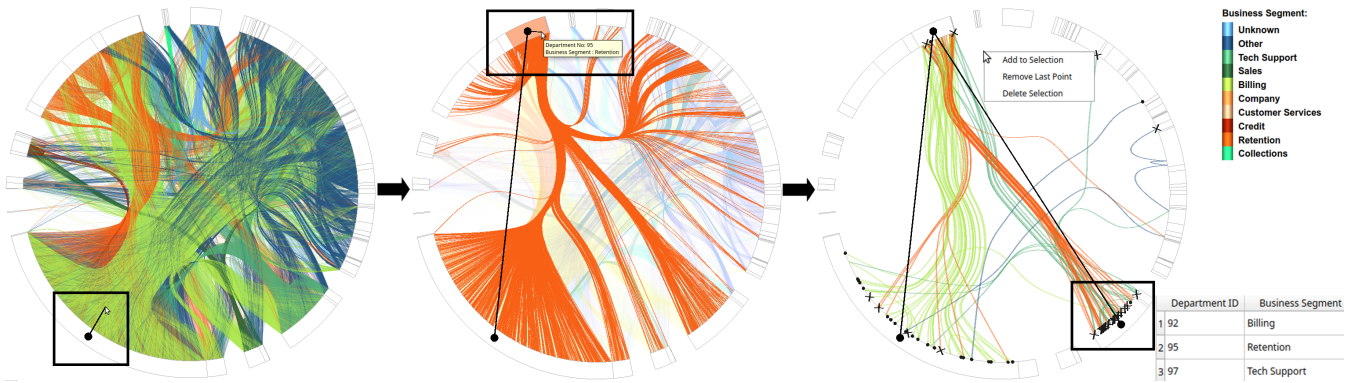 Department No: 95
Business Segment : Retention
Add to Selection
Remove Last Point
Delete Selection
Business Segment:
Unknown
Other
Tech Support
Sales
Billing
Company
Customer Services
Credit
Retention
Collections
Department ID Business Segment
1 92 Billing
2 95 Retention
3 97 Tech Support